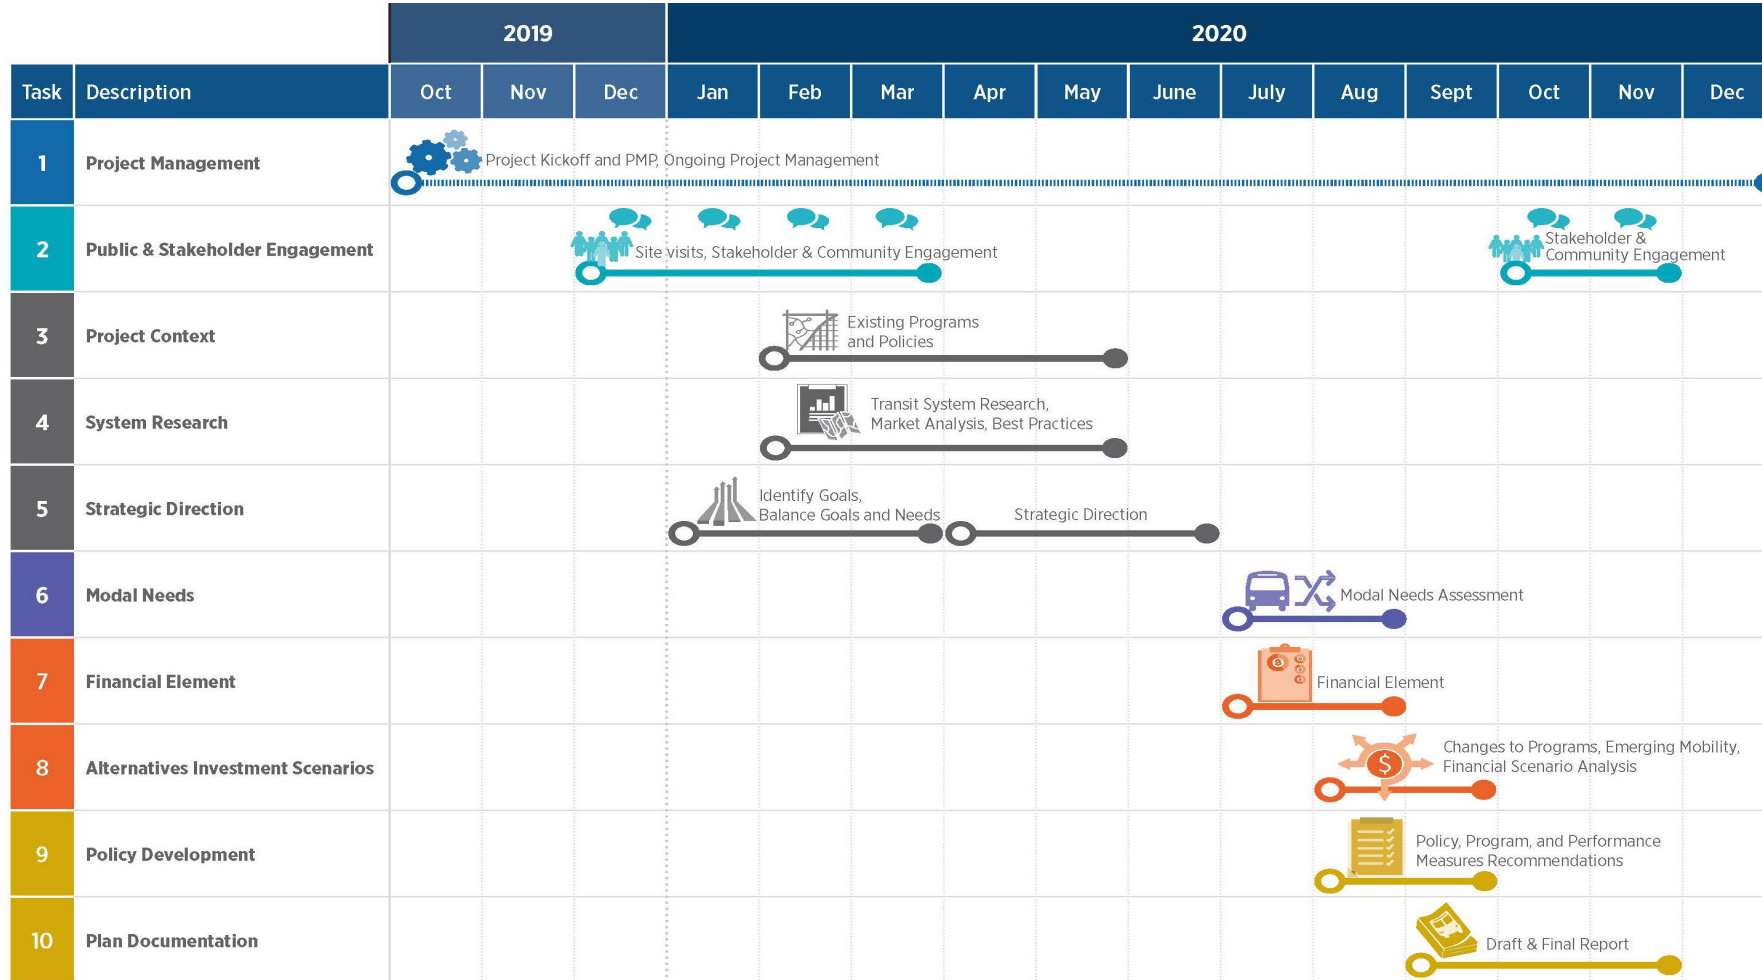 2019 2020
Task Description Oct Nov Dec Jan Feb Mar Apr May June July Aug Sept Oct Nov Dec
1 Project Management Project Kickoff and PMP, Ongoing Project Management
2 Public & Stakeholder Engagement Site visits, Stakeholder & Community Engagement
Stakeholder &
Community Engagement
3 Project Context Existing Programs
and Policies
4 System Research Transit System Research,
Market Analysis, Best Practices
5 Strategic Direction Identify Goals,
Balance Goals and Needs
Strategic Direction
6 Modal Needs Modal Needs Assessment
7 Financial Element Financial Element
8 Alternatives Investment Scenarios Changes to Programs, Emerging Mobility,
Financial Scenario Analysis
$
9 Policy Development Policy, Program, and Performance
Measures Recommendations
10 Plan Documentation Draft & Final Report